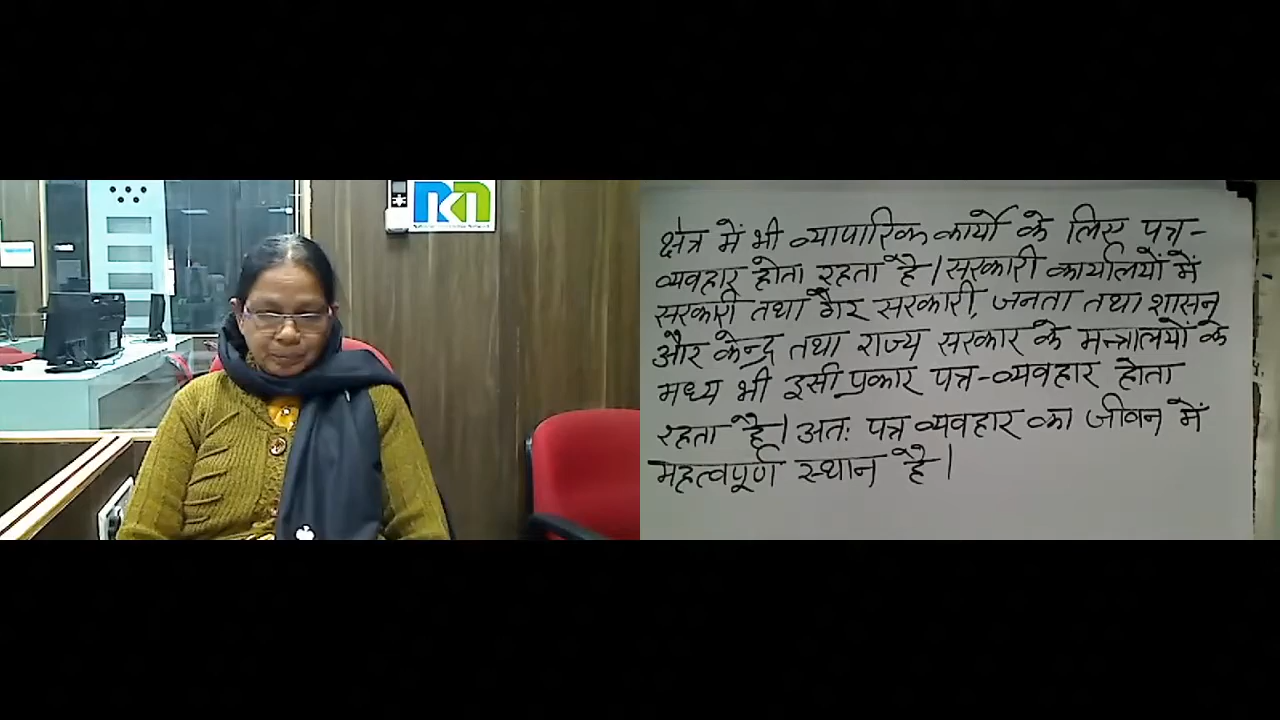 NKN
क्षेत्र में भी व्यापारिक कार्यो के लिए पत्र-
व्यवहार होता रहता है। सरकारी कार्यालयों में
सरकारी तथा गैर सरकारी, जनता तथा शासन
और केन्द्र तथा राज्य सरकार के मन्त्रालयों के
मध्य भी इसी प्रकार पत्र-व्यवहार होता
रहता है। अतः पत्र व्यवहार का जीवन में
महत्वपूर्ण स्थान है।